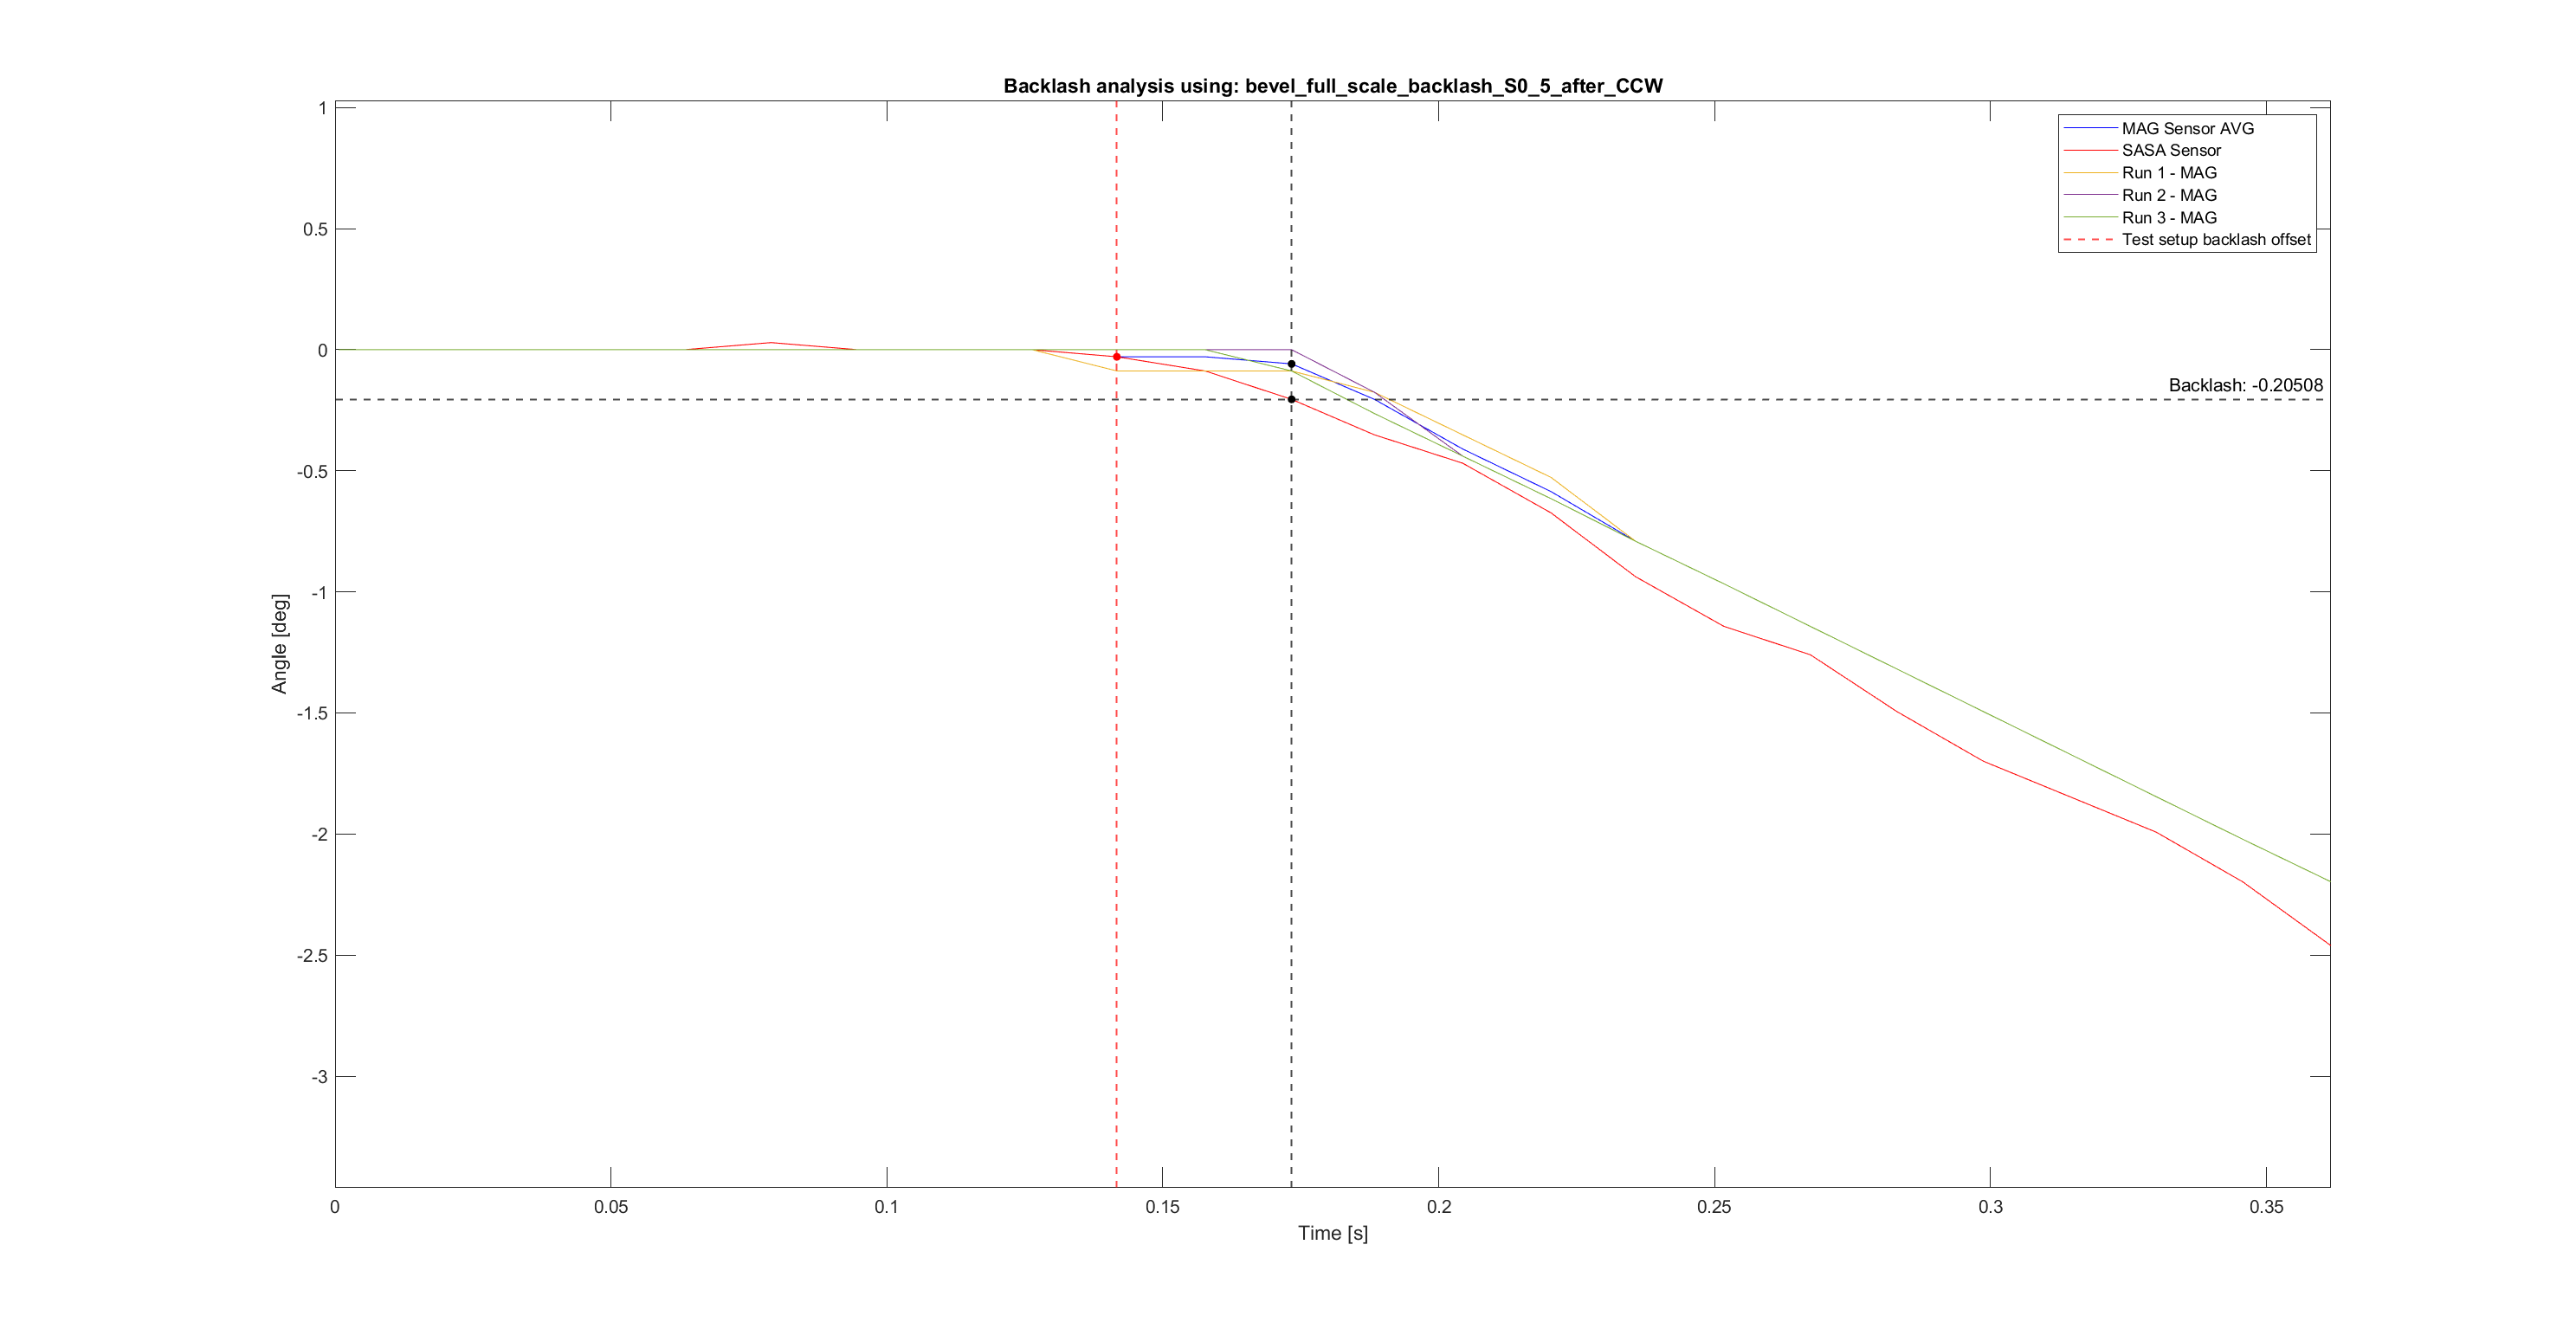 Backlash analysis using: bevel_full_scale_backlash_S0_5_after_CCW
MAG Sensor AVG
SASA Sensor
Run 1 - MAG
Run 2 - MAG
Run 3 - MAG
Test setup backlash offset
1
0.5
0
-0.5
-1
-1.5
-2
-2.5
-3
Angle [deg]
Backlash: -0.20508
0
0.05
0.1
0.15
0.2
0.25
0.3
0.35
Time [s]